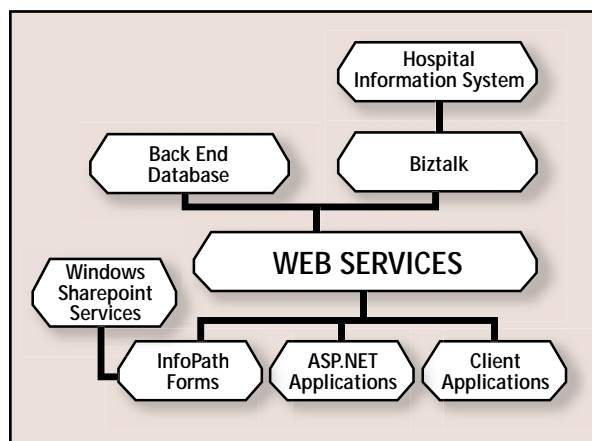 Hospital
Information System
Back End
Database
Biztalk
WEB SERVICES
Windows
Sharepoint
Services
InfoPath
Forms
ASP.NET
Applications
Client
Applications